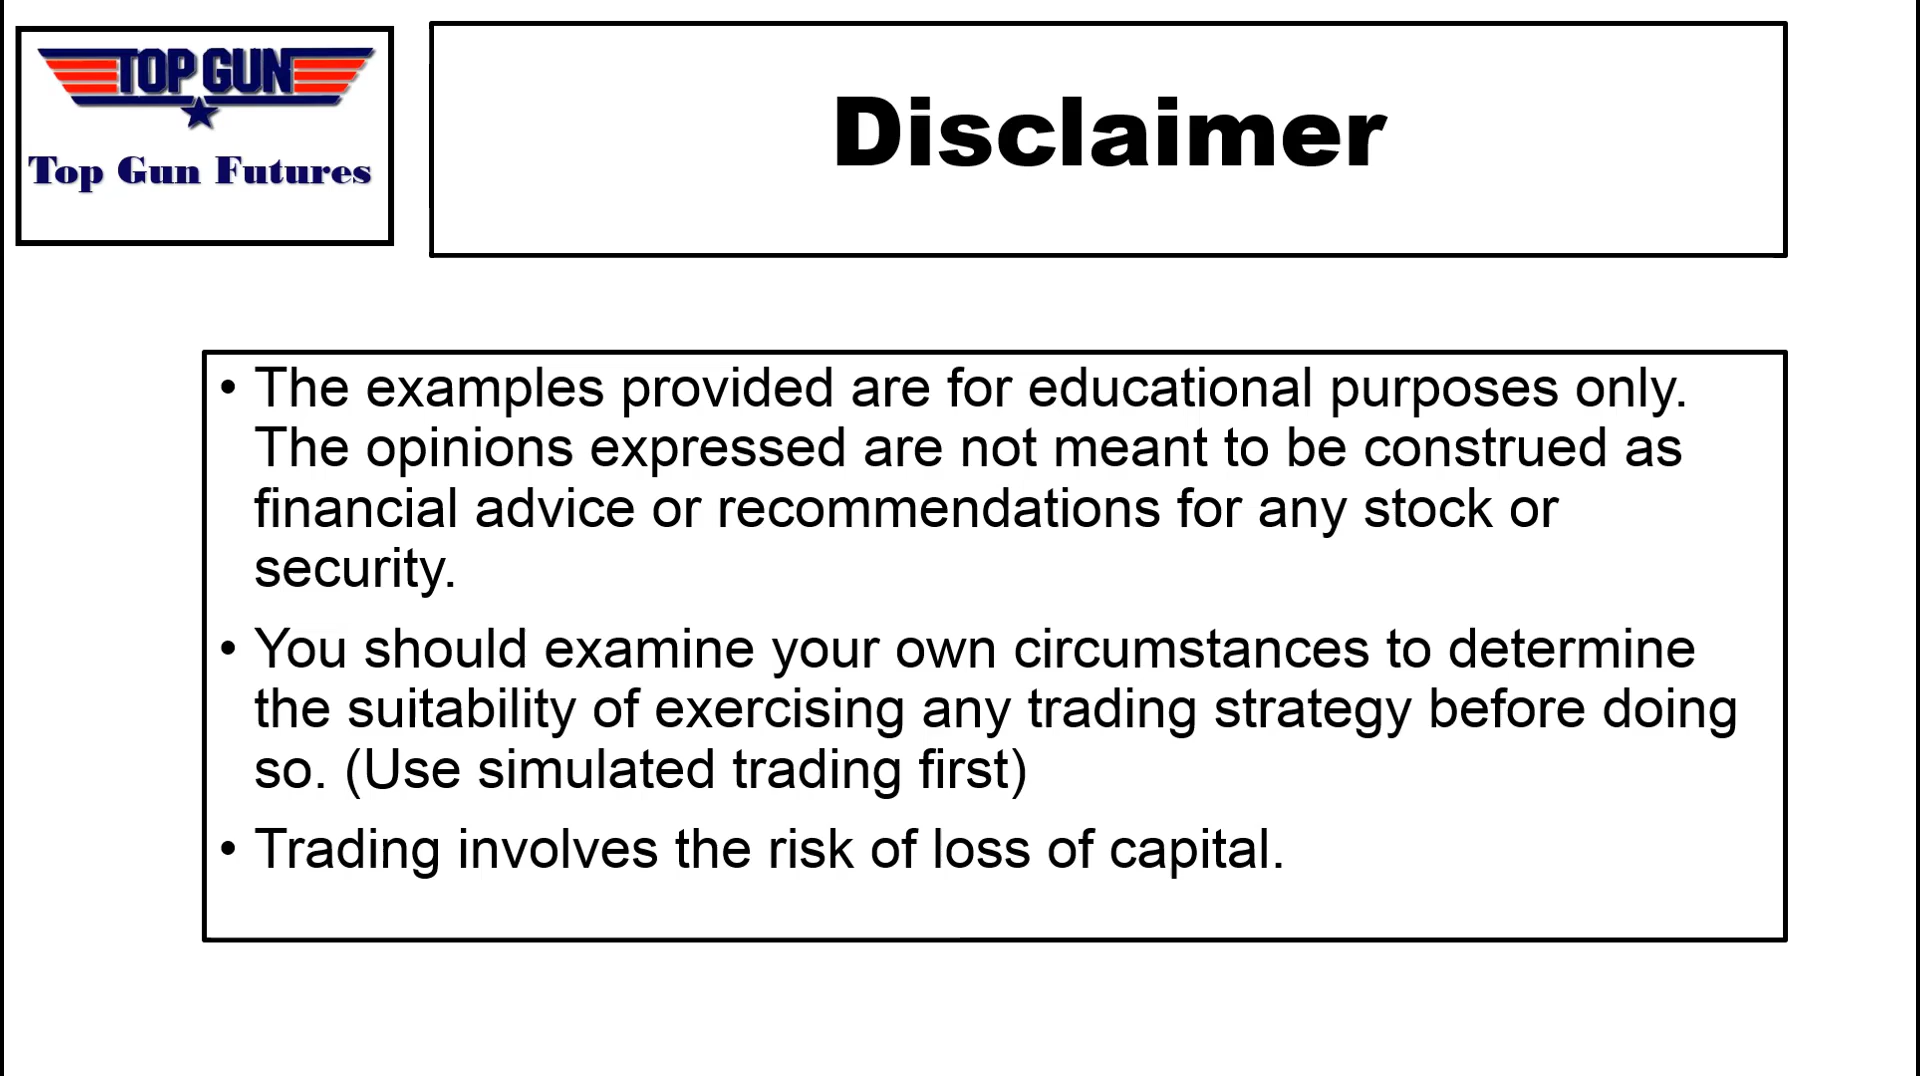 TOP GUN
Top Gun Futures
Disclaimer
• The examples provided are for educational purposes only.
The opinions expressed are not meant to be construed as
financial advice or recommendations for any stock or
security.
• You should examine your own circumstances to determine
the suitability of exercising any trading strategy before doing
so. (Use simulated trading first)
• Trading involves the risk of loss of capital.